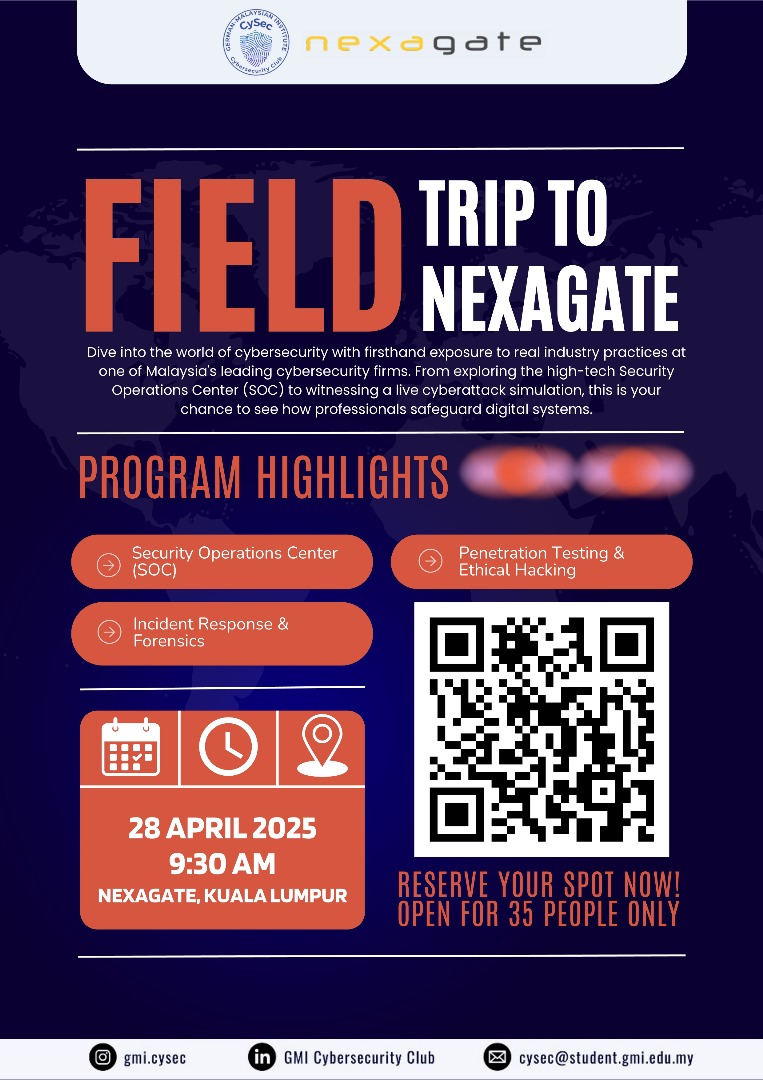 GERMAN-MALAYSIAN INSTITUTE
CySec
Cybersecurity Club
nexagate
FIELD
TRIP TO
NEXAGATE
Dive into the world of cybersecurity with firsthand exposure to real industry practices at
one of Malaysia's leading cybersecurity firms. From exploring the high-tech Security
Operations Center (SOC) to witnessing a live cyberattack simulation, this is your
chance to see how professionals safeguard digital systems.
PROGRAM HIGHLIGHTS
Security Operations Center
(SOC)
Penetration Testing &
Ethical Hacking
Incident Response &
Forensics
28 APRIL 2025
9:30 AM
NEXAGATE, KUALA LUMPUR
RESERVE YOUR SPOT NOW!
OPEN FOR 35 PEOPLE ONLY
gmi.cysec
GMI Cybersecurity Club
cysec@student.gmi.edu.my